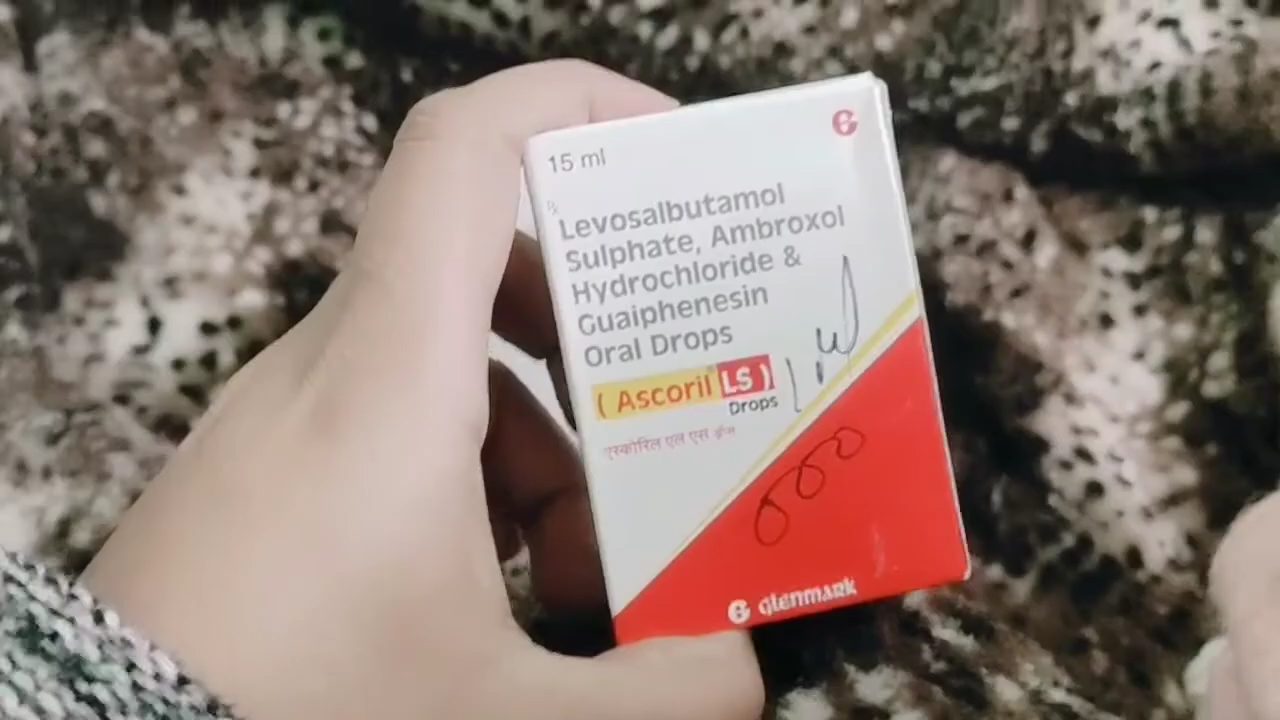 15 ml
℞
Levosalbutamol
Sulphate, Ambroxol
Hydrochloride &
Guaiphenesin
Oral Drops
( Ascoril LS )
Drops
एस्कोरिल एल एस ड्रॉप्स
glenmark